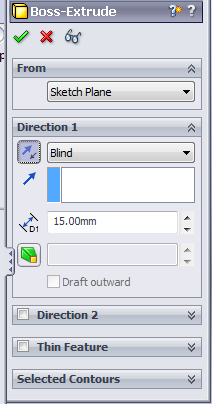 Boss-Extrude
?
From
Sketch Plane
Direction 1
Blind
D1
15.00mm
Draft outward
Direction 2
Thin Feature
Selected Contours